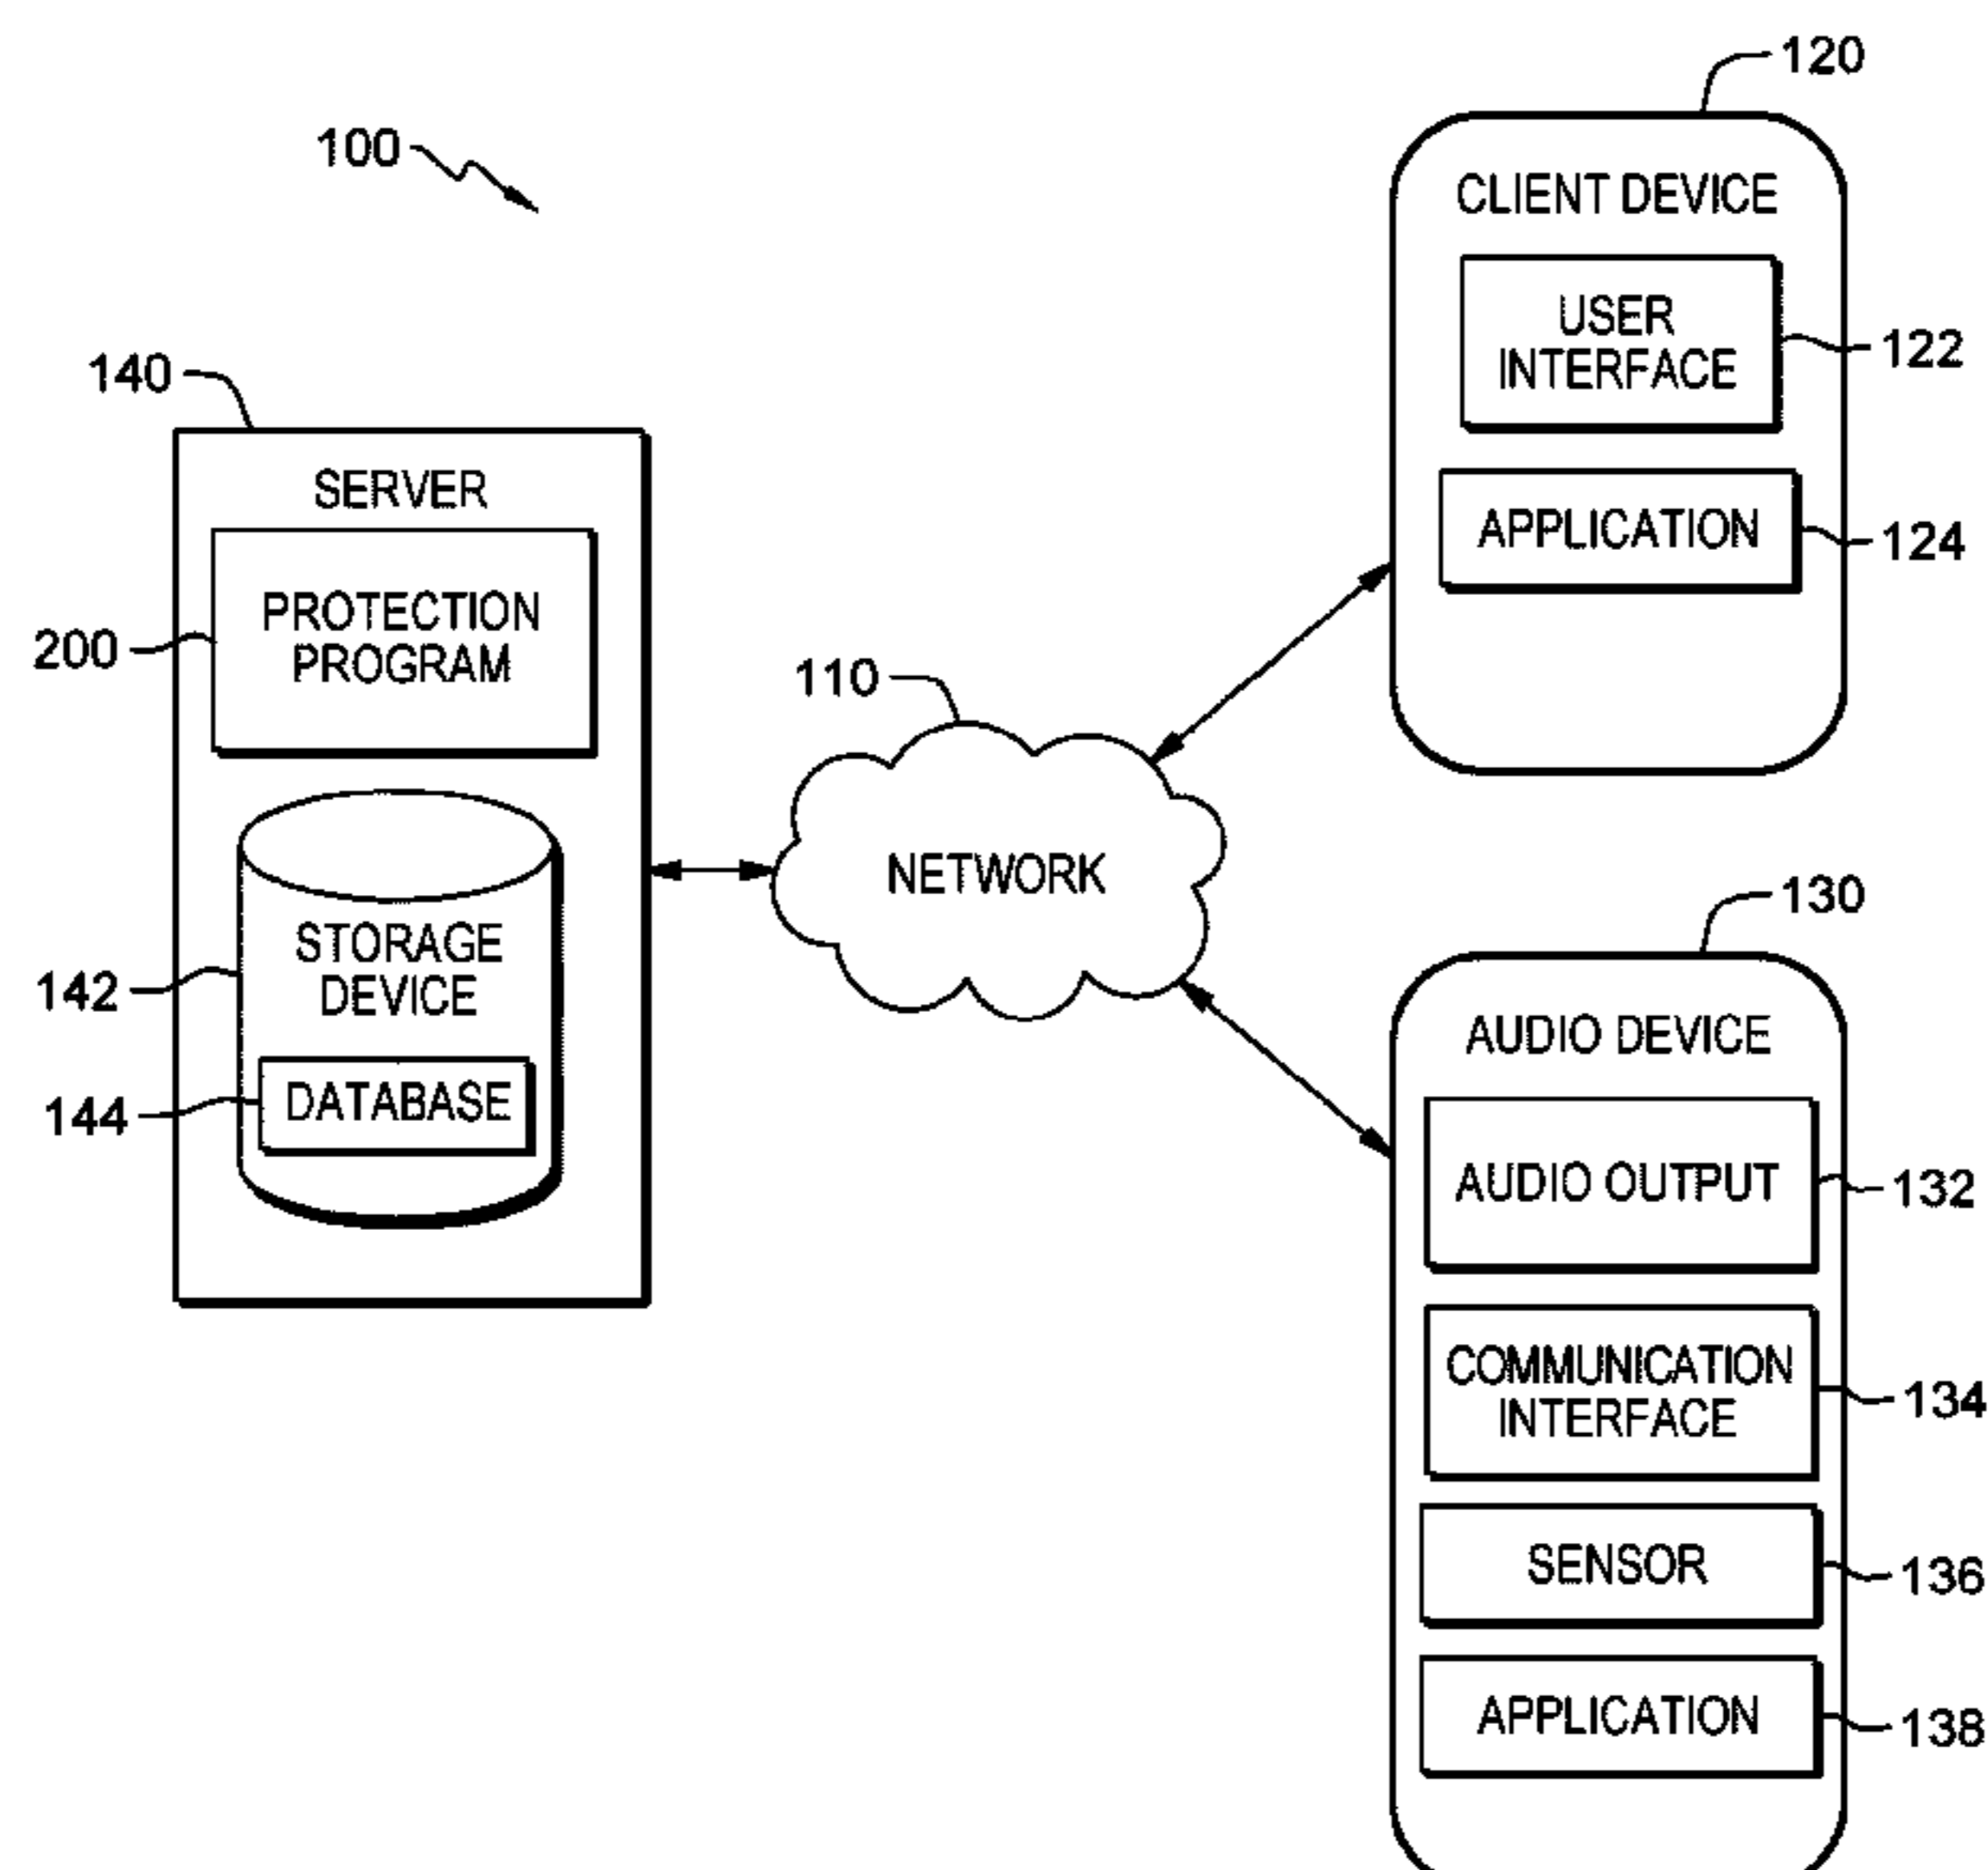 100
140
SERVER
PROTECTION
PROGRAM
200
STORAGE
DEVICE
142
DATABASE
144
110
NETWORK
120
CLIENT DEVICE
USER
INTERFACE
122
APPLICATION
124
130
AUDIO DEVICE
AUDIO OUTPUT
132
COMMUNICATION
INTERFACE
134
SENSOR
136
APPLICATION
138